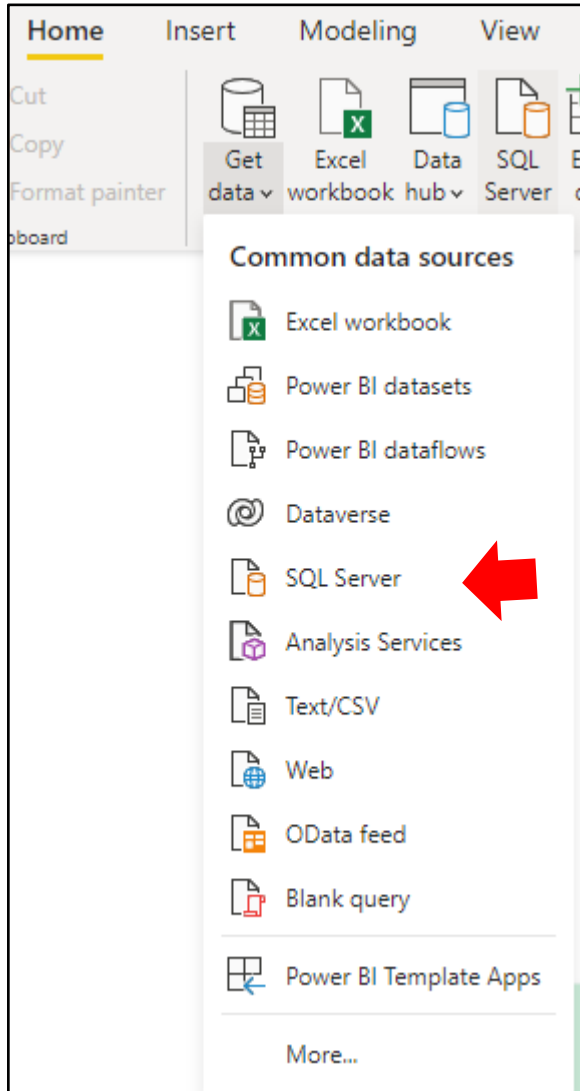 Home Insert Modeling View
Cut
Copy
Format painter
Get data
Excel workbook
Data hub
SQL Server
Common data sources
Excel workbook
Power BI datasets
Power BI dataflows
Dataverse
SQL Server
Analysis Services
Text/CSV
Web
OData feed
Blank query
Power BI Template Apps
More...